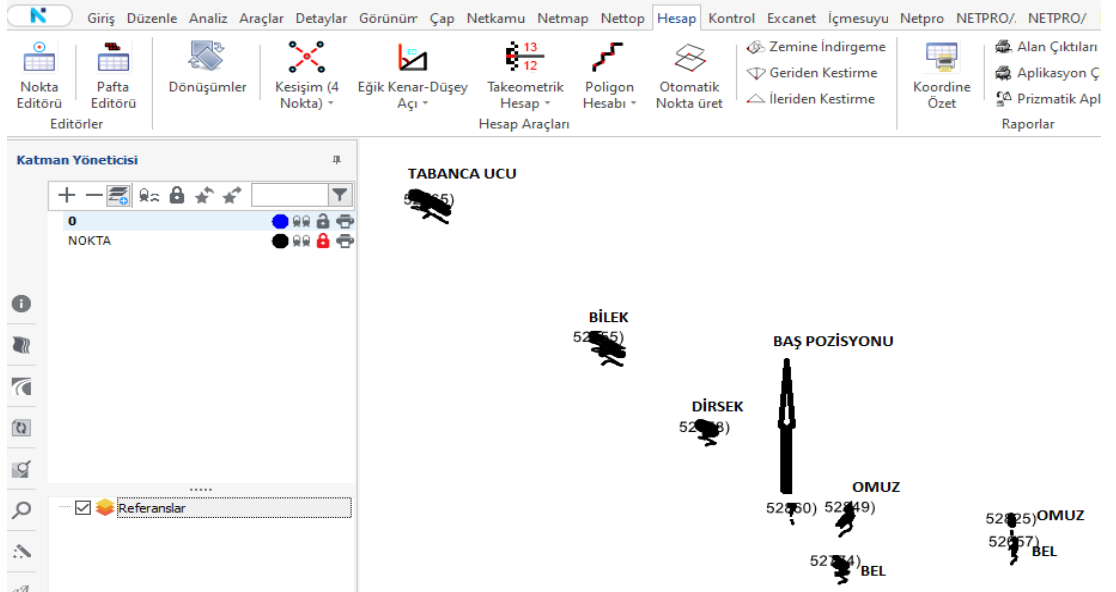 Giriş Düzenle Analiz Araçlar Detaylar Görünüm Çap Netkamu Netmap Nettop Hesap Kontrol Excanet İçmesuyu Netpro NETPRO/. NETPRO/
Nokta Editörü
Pafta Editörü
Editörler
Dönüşümler
Kesişim (4 Nokta)
Eğik Kenar-Düşey Açı
13
12
Takeometrik Hesap
Poligon Hesabı
Otomatik Nokta üret
Zemine İndirgeme
Geriden Kestirme
İleriden Kestirme
Hesap Araçları
Koordine Özet
Alan Çıktıları
Aplikasyon Ç
Prizmatik Apl
Raporlar
Katman Yöneticisi
0
NOKTA
Referanslar
TABANCA UCU
BİLEK
BAŞ POZİSYONU
DİRSEK
OMUZ
OMUZ
BEL
BEL